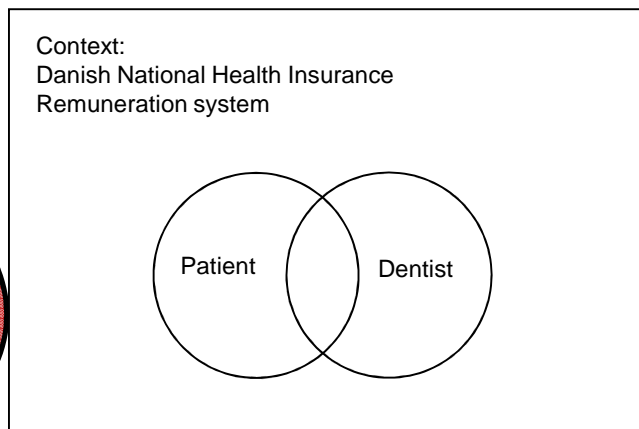 Context:
Danish National Health Insurance
Remuneration system
Patient
Dentist